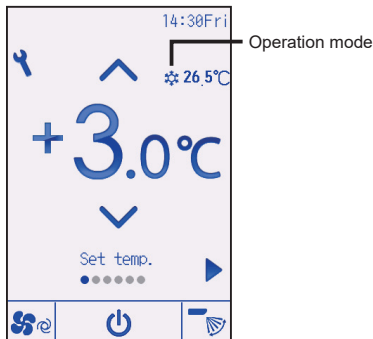 14:30Fri
Operation mode
26.5℃
+3.0℃
Set temp.